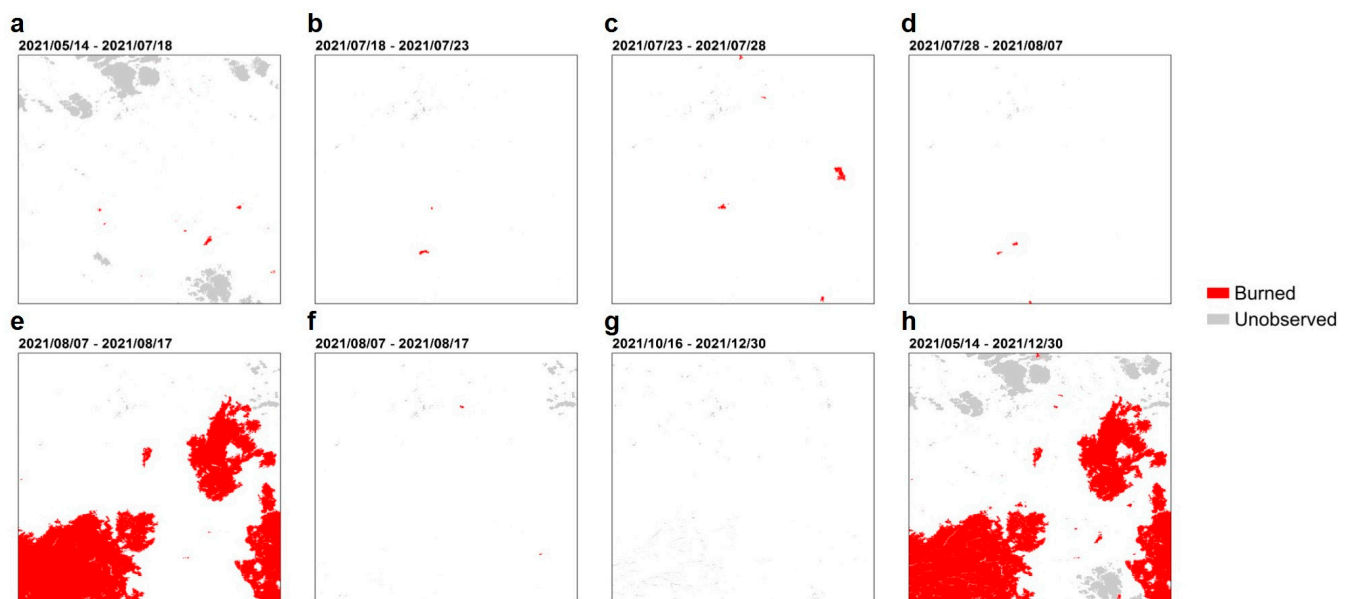 a
2021/05/14 - 2021/07/18
b
2021/07/18 - 2021/07/23
c
2021/07/23 - 2021/07/28
d
2021/07/28 - 2021/08/07
Burned
Unobserved
e
2021/08/07 - 2021/08/17
f
2021/08/07 - 2021/08/17
g
2021/10/16 - 2021/12/30
h
2021/05/14 - 2021/12/30